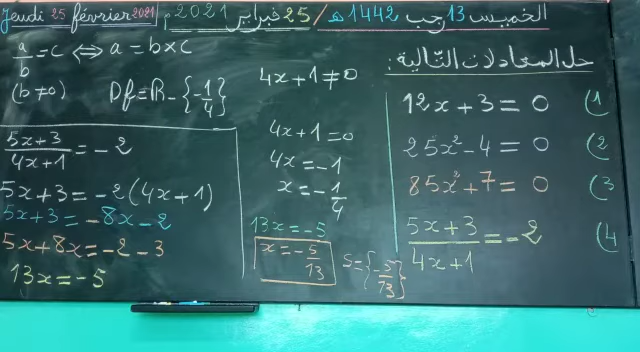 Jeudi 25 février 2021
الخميس 13 رجب 1442 هـ / 25 فبراير 2021 م
a/b = c ⇔ a = b×c
(b ≠ 0) Df = ℝ - {-1/4}
(5x+3)/(4x+1) = -2
5x+3 = -2(4x+1)
5x+3 = -8x-2
5x+8x = -2-3
13x = -5
4x+1 ≠ 0
4x+1 = 0
4x = -1
x = -1/4
13x = -5
x = -5/13
S = {-5/13}
حل المعادلات التّالية :
12x + 3 = 0 (1
25x² - 4 = 0 (2
85x² + 7 = 0 (3
(5x+3)/(4x+1) = -2 (4